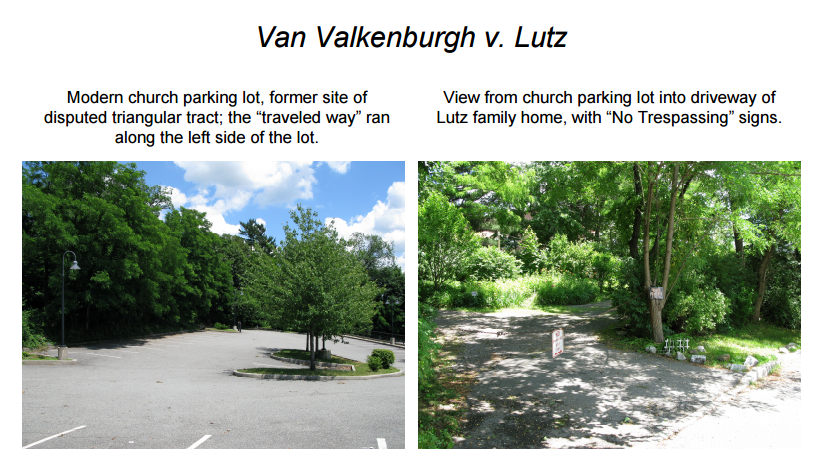 Van Valkenburgh v. Lutz
Modern church parking lot, former site of
disputed triangular tract; the “traveled way” ran
along the left side of the lot.
View from church parking lot into driveway of
Lutz family home, with “No Trespassing” signs.